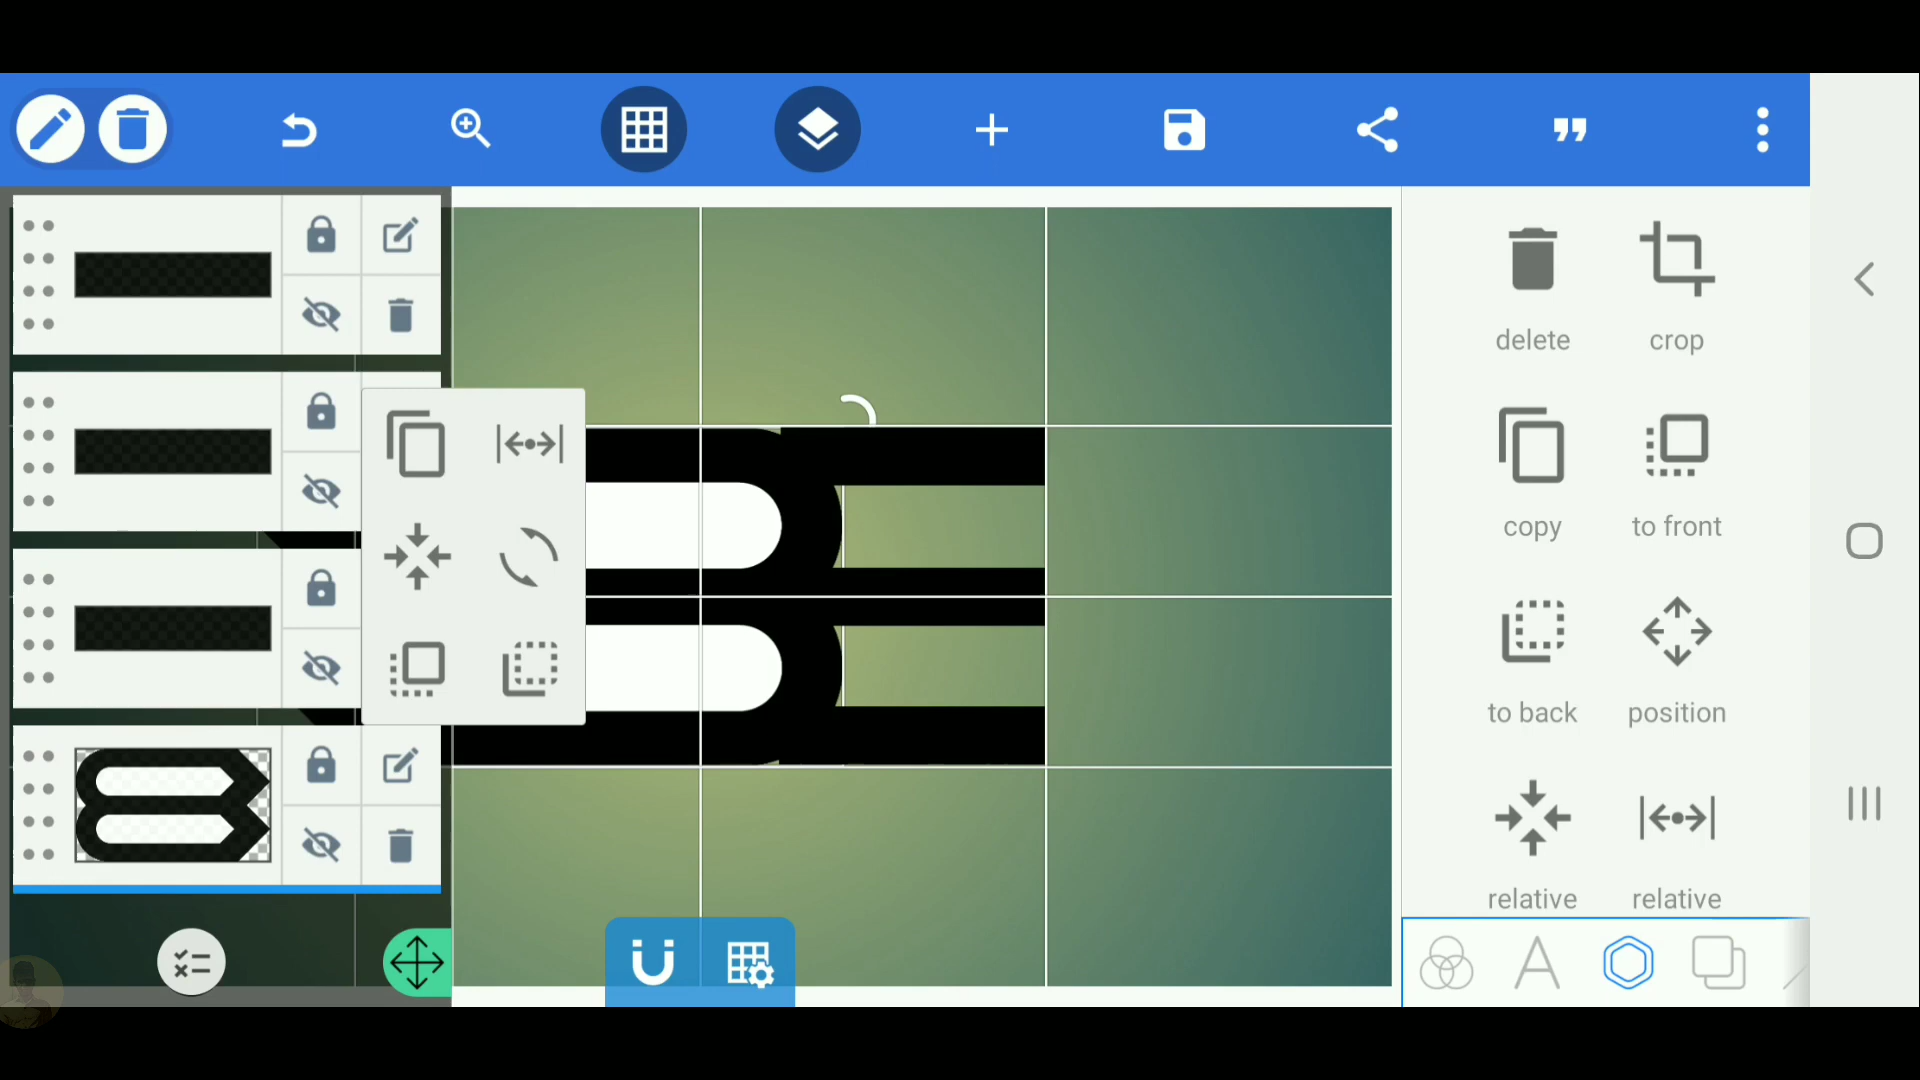 delete
crop
copy
to front
to back
position
relative
relative